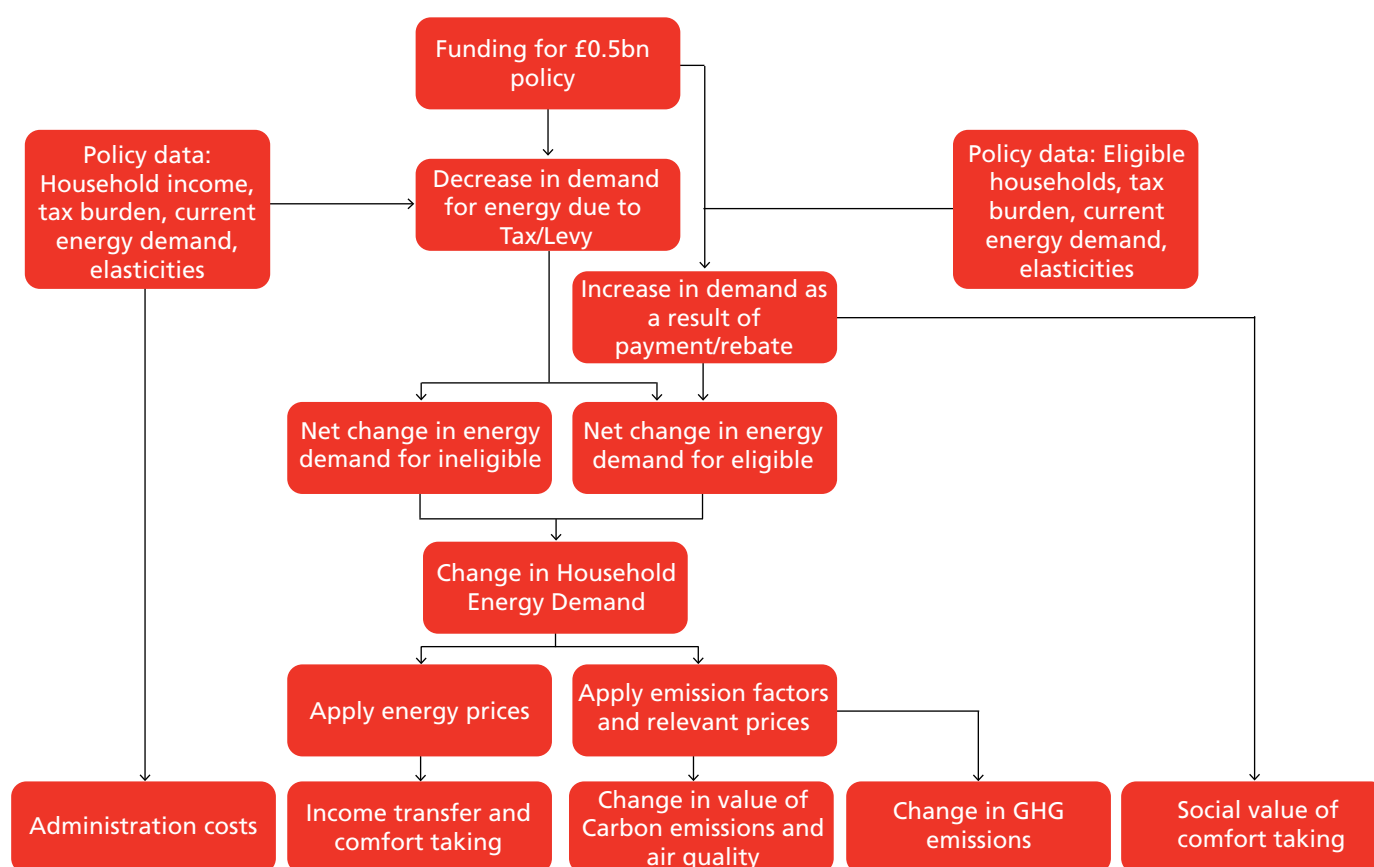 Funding for £0.5bn
policy
Policy data:
Household income,
tax burden, current
energy demand,
elasticities
Decrease in demand
for energy due to
Tax/Levy
Policy data: Eligible
households, tax
burden, current
energy demand,
elasticities
Increase in demand as
a result of
payment/rebate
Net change in energy
demand for ineligible
Net change in energy
demand for eligible
Change in Household
Energy Demand
Apply energy prices
Apply emission factors
and relevant prices
Administration costs
Income transfer and
comfort taking
Change in value of
Carbon emissions and
air quality
Change in GHG
emissions
Social value of
comfort taking